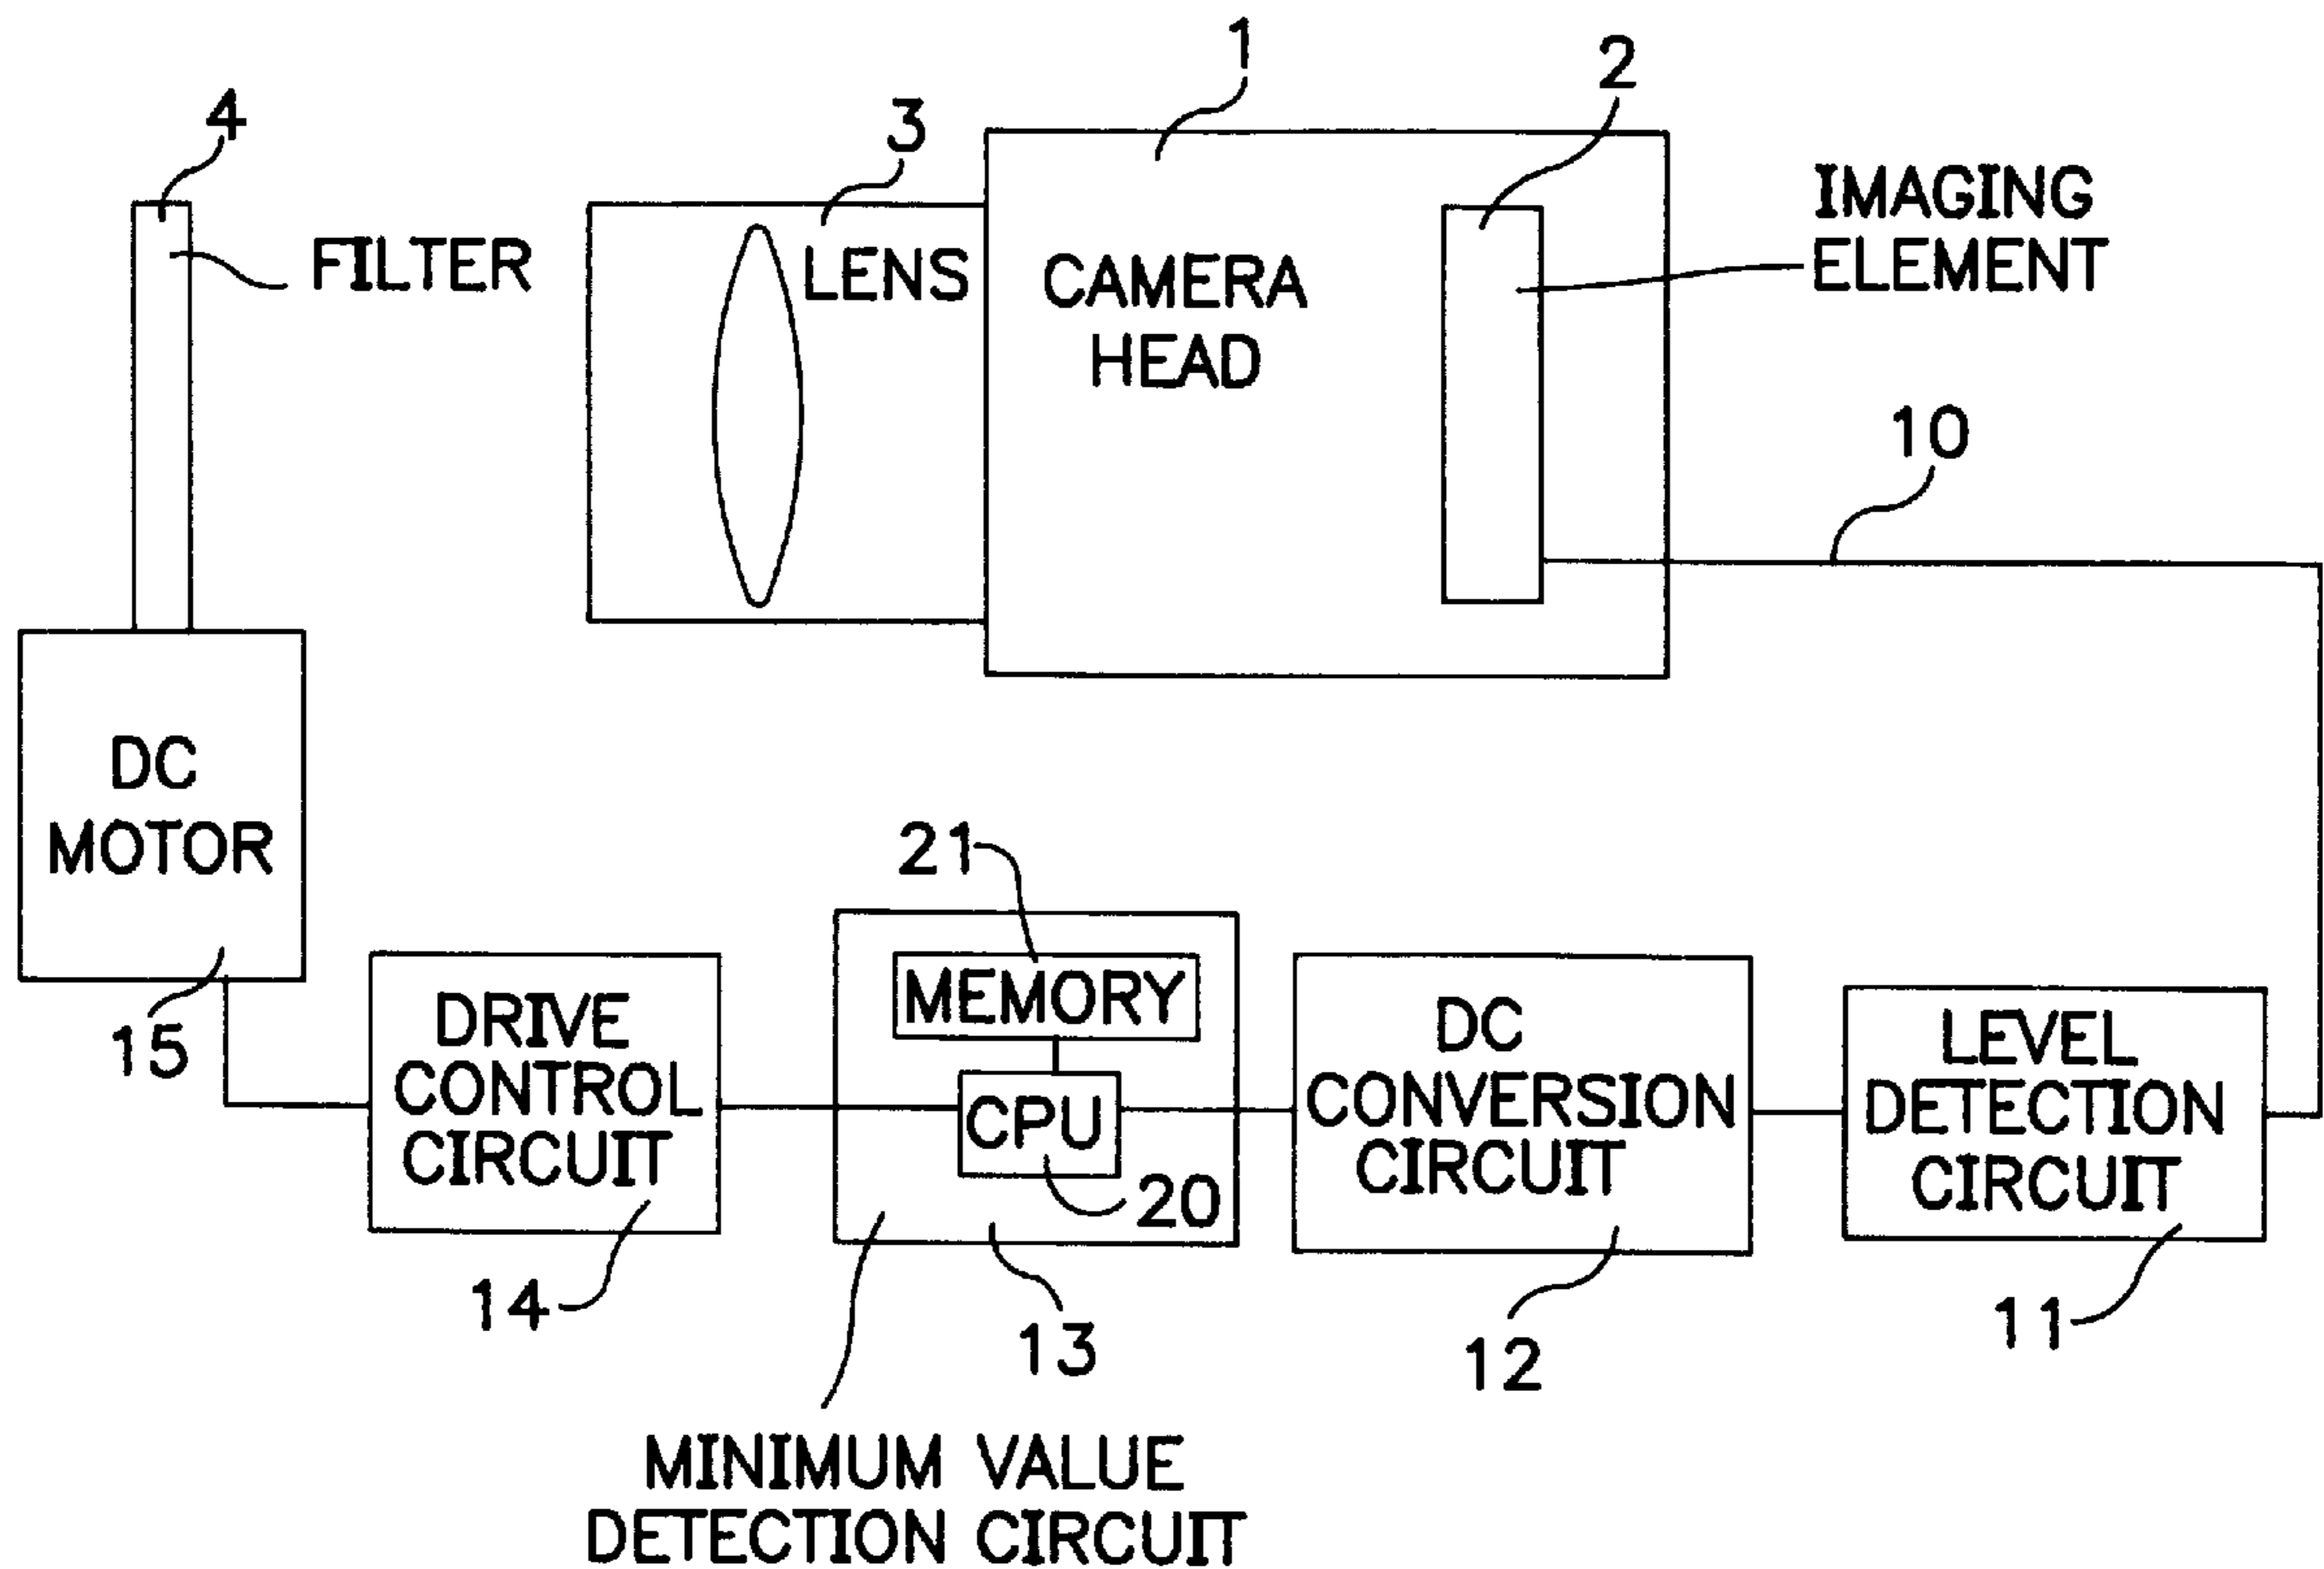 1
2
3
4
IMAGING
ELEMENT
FILTER
LENS
CAMERA
HEAD
10
DC
MOTOR
21
MEMORY
DRIVE
CONTROL
CIRCUIT
CPU
20
DC
CONVERSION
CIRCUIT
LEVEL
DETECTION
CIRCUIT
15
14
13
12
11
MINIMUM VALUE
DETECTION CIRCUIT